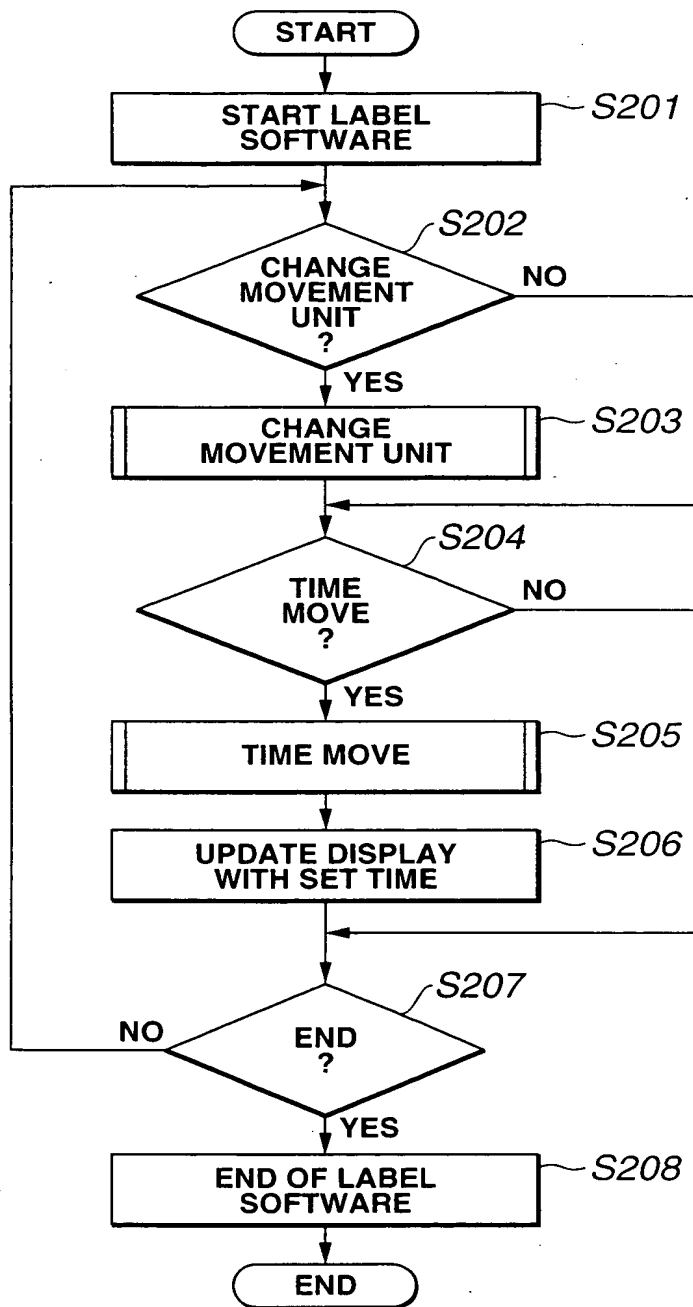 START
START LABEL
SOFTWARE
S201
S202
CHANGE
MOVEMENT
UNIT
?
NO
YES
CHANGE
MOVEMENT UNIT
S203
S204
TIME
MOVE
?
NO
YES
TIME MOVE
S205
UPDATE DISPLAY
WITH SET TIME
S206
S207
NO
END
?
YES
END OF LABEL
SOFTWARE
S208
END